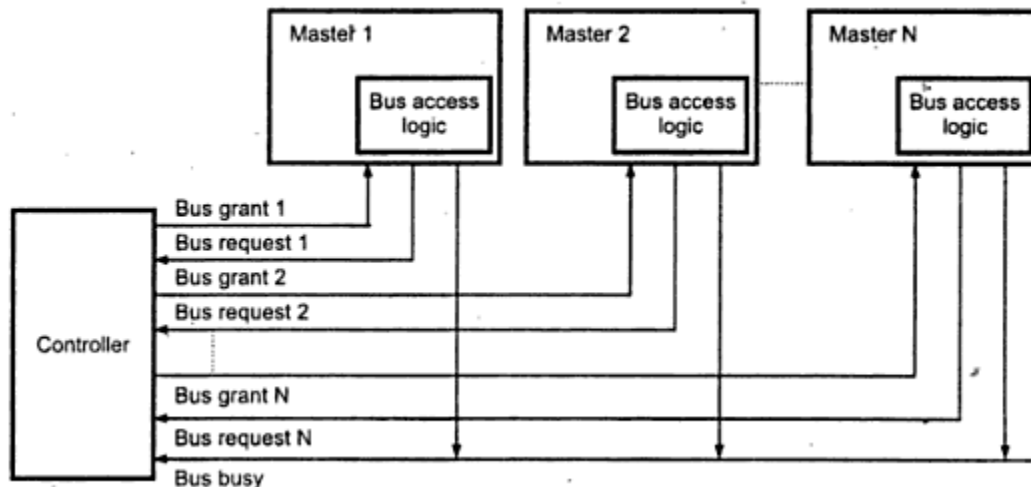 Master 1
Master 2
Master N
Bus access
logic
Bus access
logic
Bus access
logic
Bus grant 1
Bus request 1
Bus grant 2
Bus request 2
Controller
Bus grant N
Bus request N
Bus busy